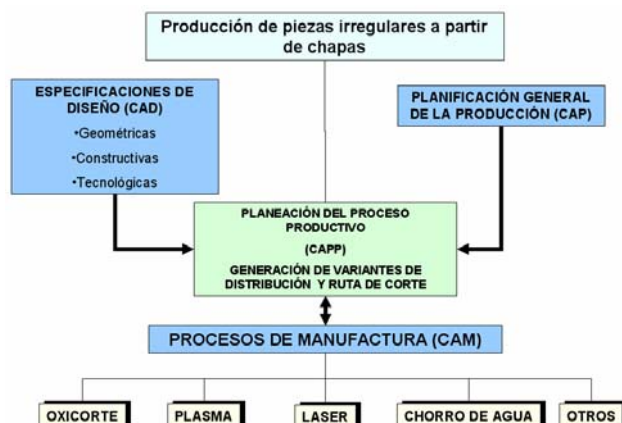 Producción de piezas irregulares a partir
de chapas
ESPECIFICACIONES DE
DISEÑO (CAD)
•Geométricas
•Constructivas
•Tecnológicas
PLANIFICACIÓN GENERAL
DE LA PRODUCCIÓN (CAP)
PLANEACIÓN DEL PROCESO
PRODUCTIVO
(CAPP)
GENERACIÓN DE VARIANTES DE
DISTRIBUCIÓN Y RUTA DE CORTE
PROCESOS DE MANUFACTURA (CAM)
OXICORTE
PLASMA
LASER
CHORRO DE AGUA
OTROS